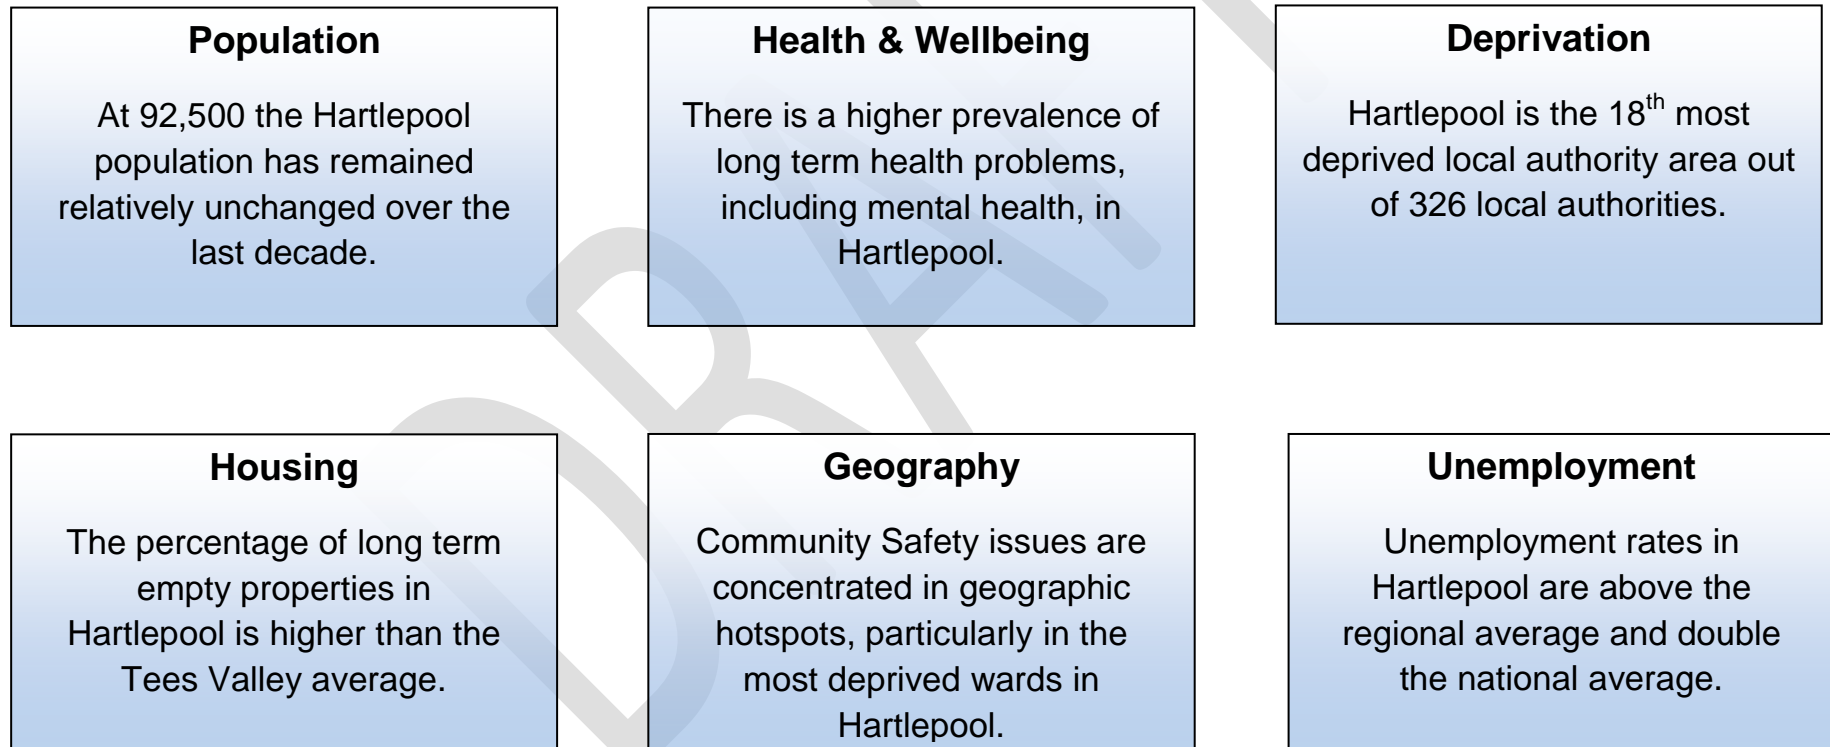 Population
At 92,500 the Hartlepool
population has remained
relatively unchanged over the
last decade.
Health & Wellbeing
There is a higher prevalence of
long term health problems,
including mental health, in
Hartlepool.
Deprivation
Hartlepool is the 18th most
deprived local authority area out
of 326 local authorities.
Housing
The percentage of long term
empty properties in
Hartlepool is higher than the
Tees Valley average.
Geography
Community Safety issues are
concentrated in geographic
hotspots, particularly in the
most deprived wards in
Hartlepool.
Unemployment
Unemployment rates in
Hartlepool are above the
regional average and double
the national average.